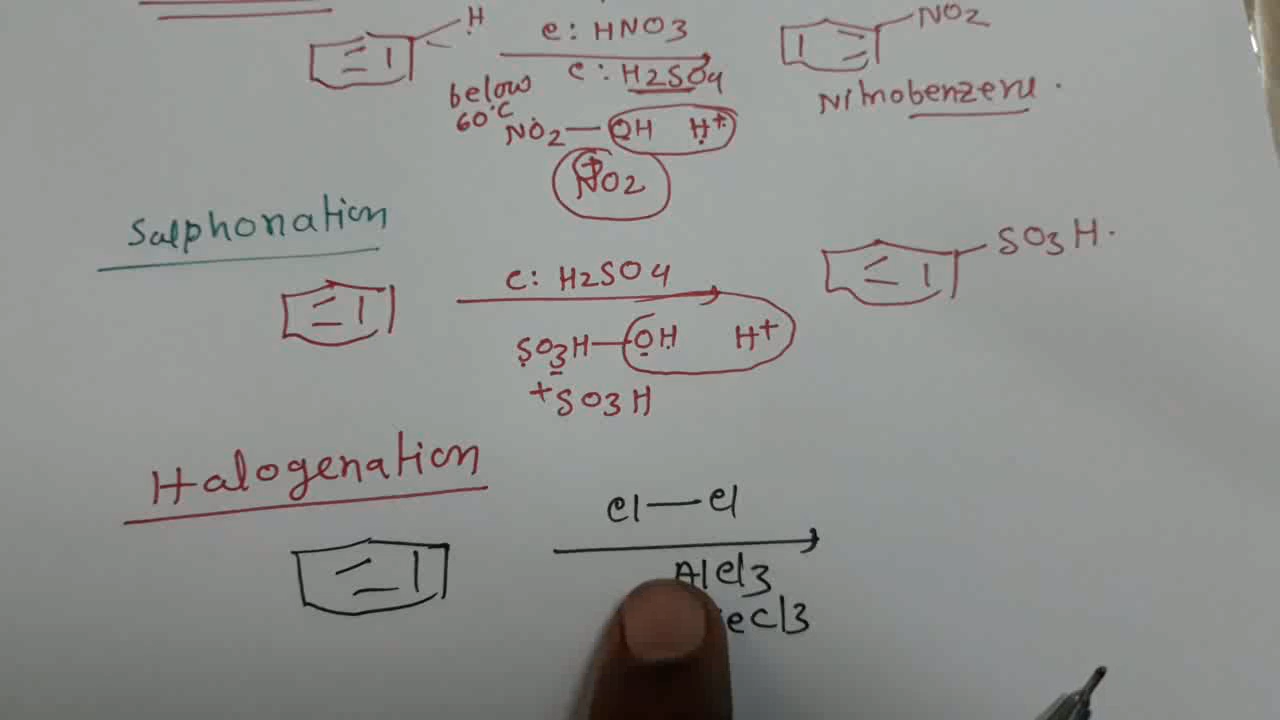 H
c: HNO3
NO2
c: H2SO4
below
60°C
Nitrobenzene.
NO2—OH H+
+
NO2
Sulphonation
SO3H.
C: H2SO4
SO3H—OH H+
+SO3H
Halogenation
Cl—Cl
AlCl3
eCl3